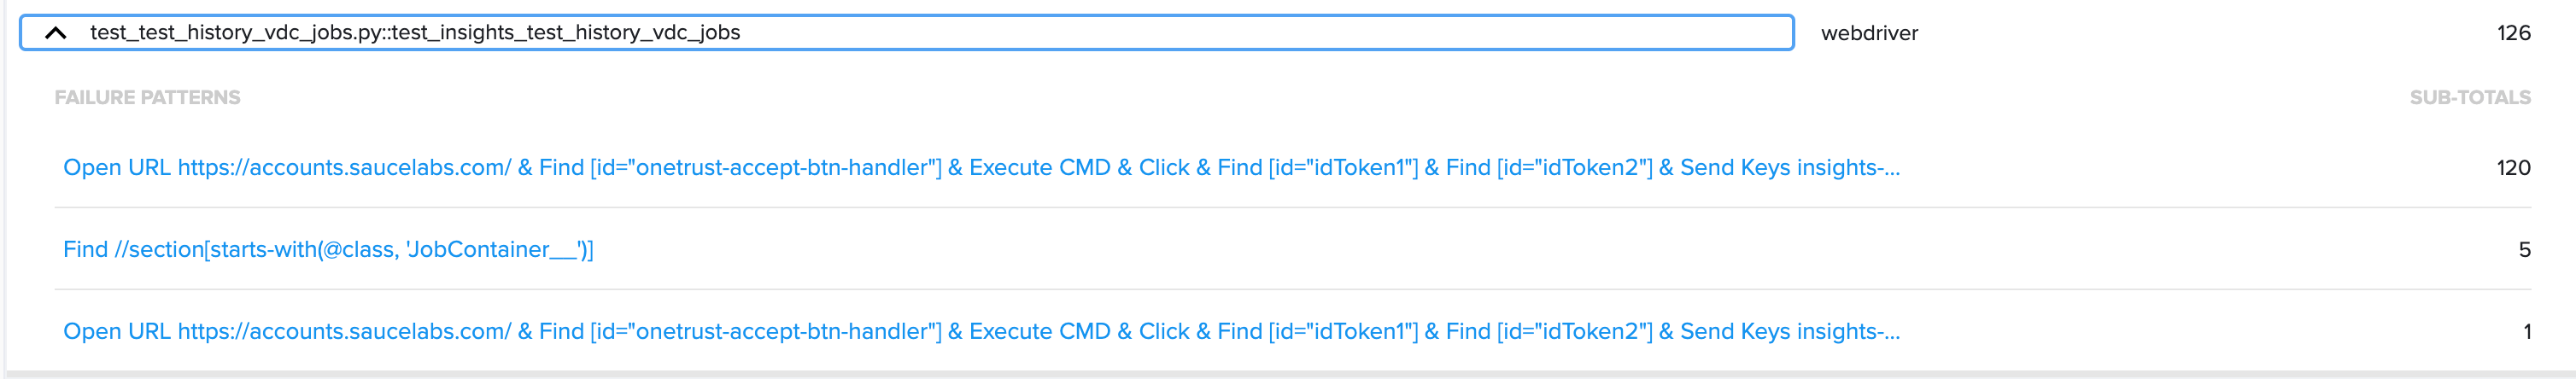 test_test_history_vdc_jobs.py::test_insights_test_history_vdc_jobs webdriver 126
FAILURE PATTERNS SUB-TOTALS
Open URL https://accounts.saucelabs.com/ & Find [id="onetrust-accept-btn-handler"] & Execute CMD & Click & Find [id="idToken1"] & Find [id="idToken2"] & Send Keys insights-... 120
Find //section[starts-with(@class, 'JobContainer__')] 5
Open URL https://accounts.saucelabs.com/ & Find [id="onetrust-accept-btn-handler"] & Execute CMD & Click & Find [id="idToken1"] & Find [id="idToken2"] & Send Keys insights-... 1